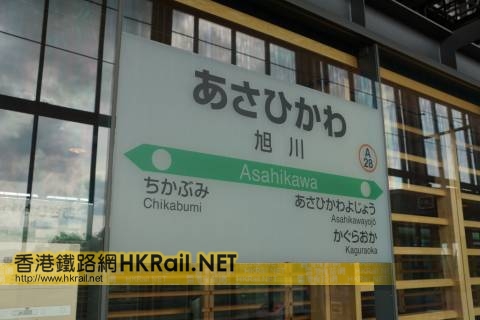 あさひかわ
旭川
A
28
Asahikawa
ちかぶみ
Chikabumi
あさひかわよじょう
Asahikawayojō
かぐらおか
Kaguraoka
香港鐵路網HKRail.NET
http://www.hkrail.net